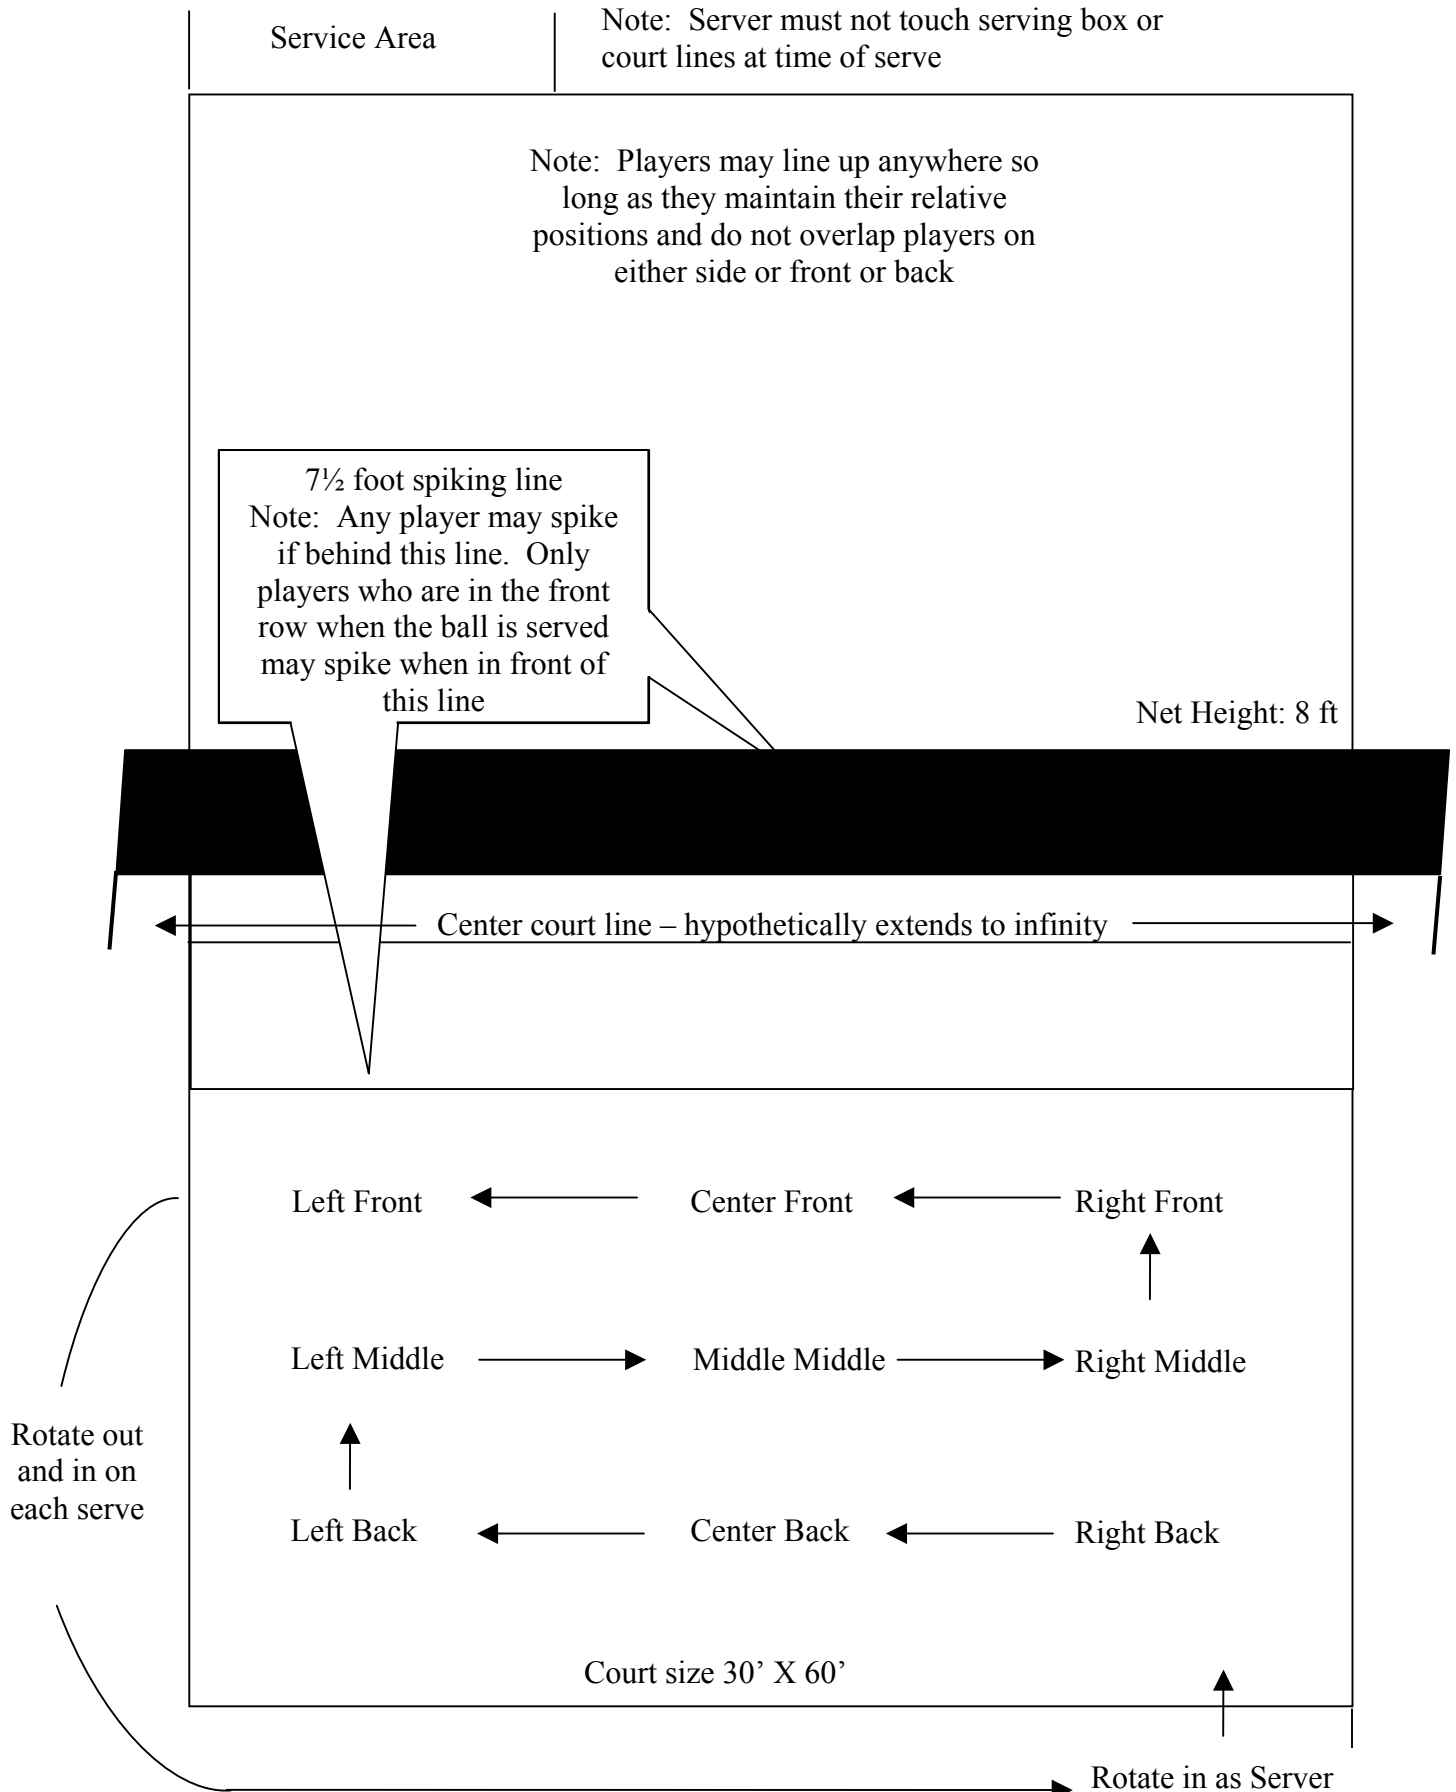 Service Area
Note: Server must not touch serving box or
court lines at time of serve
Note: Players may line up anywhere so
long as they maintain their relative
positions and do not overlap players on
either side or front or back
7½ foot spiking line
Note: Any player may spike
if behind this line. Only
players who are in the front
row when the ball is served
may spike when in front of
this line
Net Height: 8 ft
Center court line – hypothetically extends to infinity
Left Front
Center Front
Right Front
Left Middle
Middle Middle
Right Middle
Rotate out
and in on
each serve
Left Back
Center Back
Right Back
Court size 30’ X 60’
Rotate in as Server